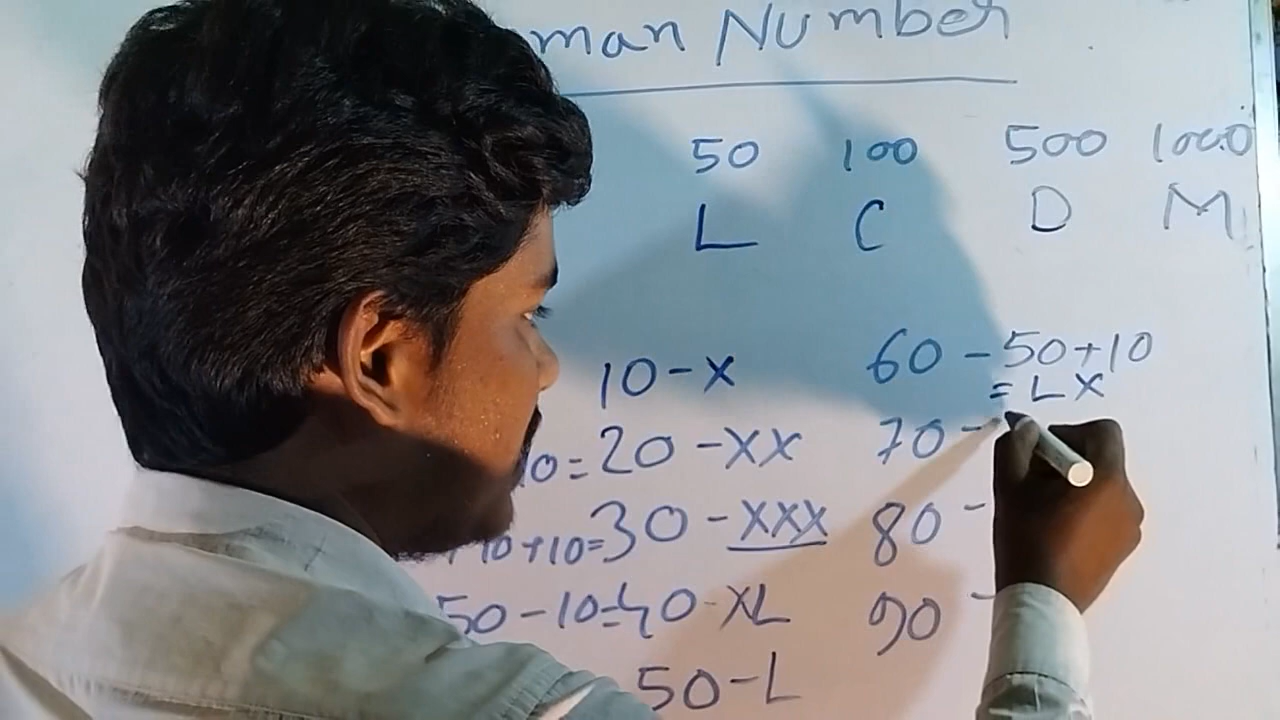 man Number
50 100 500 1000
L C D M
10-X 60-50+10
=LX
10=20-XX 70-
+10+10=30-XXX 80-
50-10=40-XL 90-
50-L